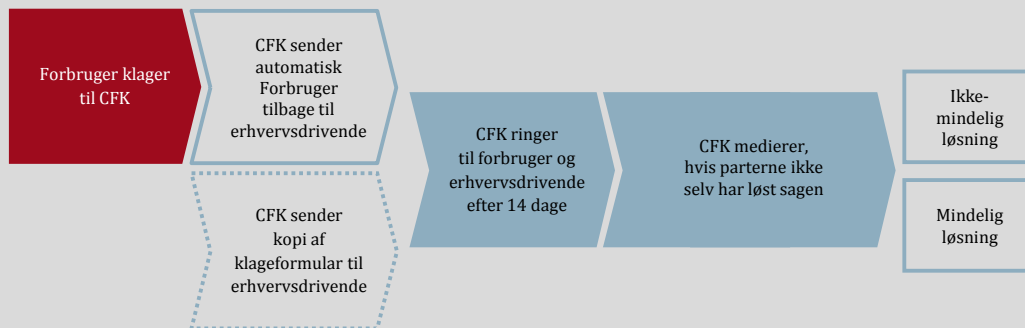 Forbruger klager
til CFK
CFK sender
automatisk
Forbruger
tilbage til
erhvervsdrivende
CFK sender
kopi af
klageformular til
erhvervsdrivende
CFK ringer
til forbruger og
erhvervsdrivende
efter 14 dage
CFK medierer,
hvis parterne ikke
selv har løst sagen
Ikke-
mindelig
løsning
Mindelig
løsning